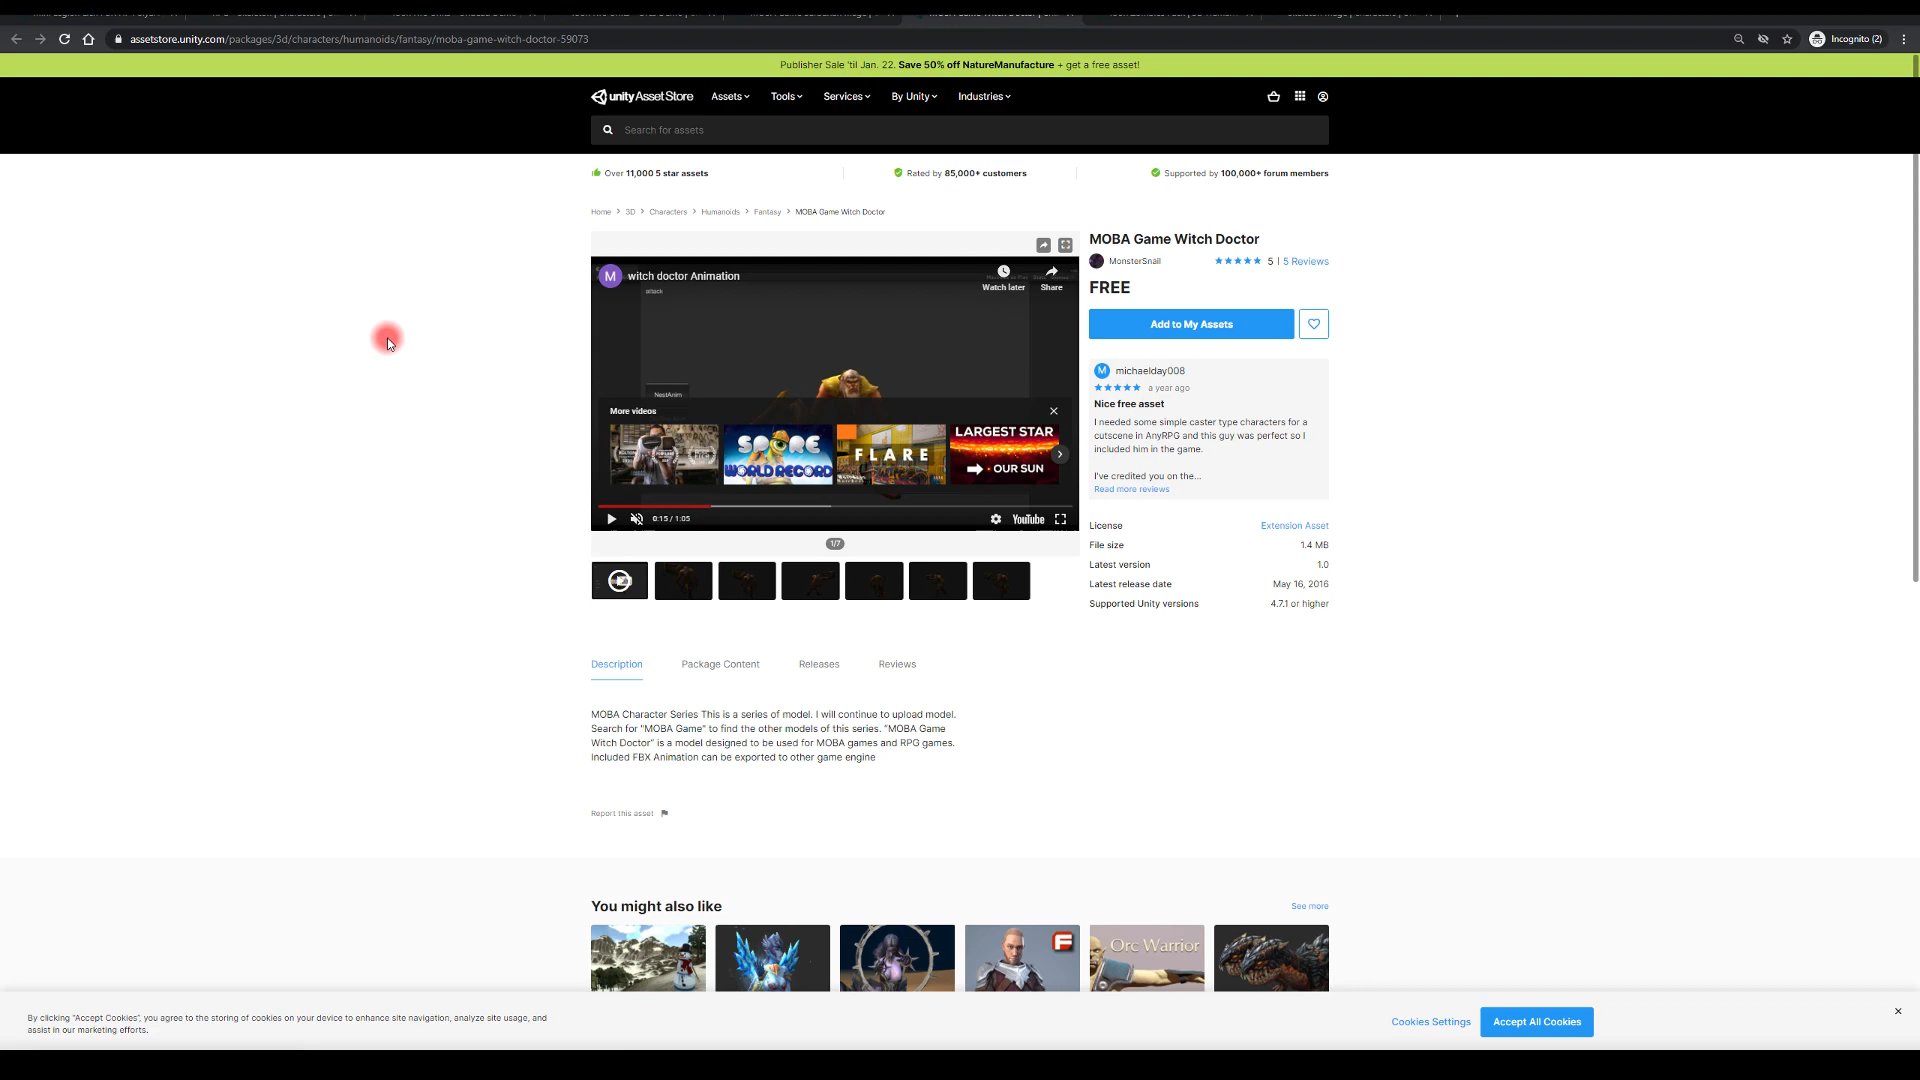 assetstore.unity.com/packages/3d/characters/humanoids/fantasy/moba-game-witch-doctor-59073
Incognito (2)
Publisher Sale 'til Jan. 22. Save 50% off NatureManufacture + get a free asset!
unity Asset Store
Assets
Tools
Services
By Unity
Industries
Search for assets
Over 11,000 5 star assets
Rated by 85,000+ customers
Supported by 100,000+ forum members
Home > 3D > Characters > Humanoids > Fantasy > MOBA Game Witch Doctor
M witch doctor Animation
Watch later
Share
attack
NestAnim
More videos
SPORE
WORLD RECORD
FLARE
LARGEST STAR
OUR SUN
0:15 / 1:05
YouTube
1/7
MOBA Game Witch Doctor
MonsterSnail
5 | 5 Reviews
FREE
Add to My Assets
M michaelday008
a year ago
Nice free asset
I needed some simple caster type characters for a
cutscene in AnyRPG and this guy was perfect so I
included him in the game.
I've credited you on the...
Read more reviews
License Extension Asset
File size 1.4 MB
Latest version 1.0
Latest release date May 16, 2016
Supported Unity versions 4.7.1 or higher
Description
Package Content
Releases
Reviews
MOBA Character Series This is a series of model. I will continue to upload model.
Search for "MOBA Game" to find the other models of this series. "MOBA Game
Witch Doctor" is a model designed to be used for MOBA games and RPG games.
Included FBX Animation can be exported to other game engine
Report this asset
You might also like
See more
F
Orc Warrior
By clicking "Accept Cookies", you agree to the storing of cookies on your device to enhance site navigation, analyze site usage, and
assist in our marketing efforts.
Cookies Settings
Accept All Cookies